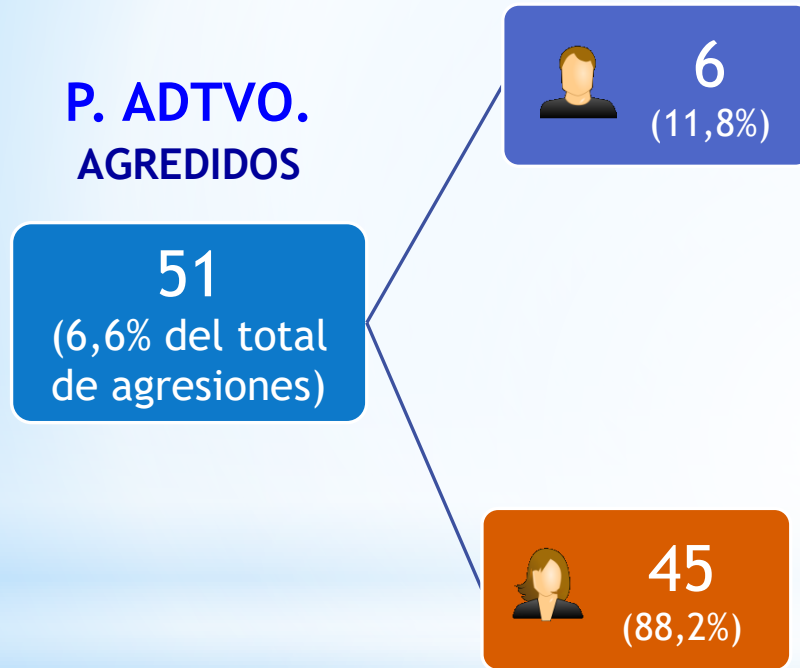 P. ADTVO.
AGREDIDOS
51
(6,6% del total
de agresiones)
6
(11,8%)
45
(88,2%)